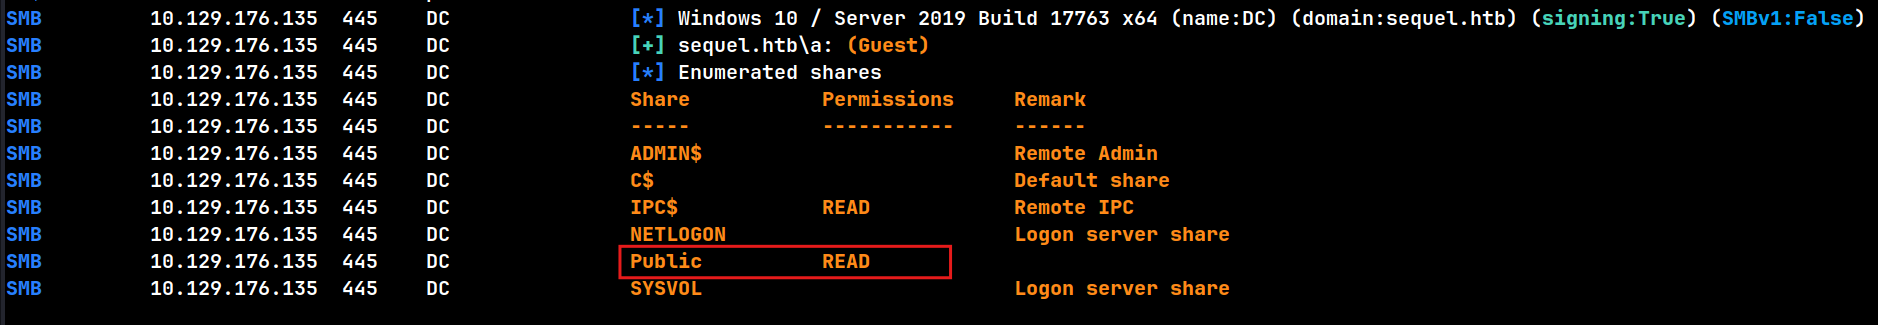 SMB 10.129.176.135 445 DC [*] Windows 10 / Server 2019 Build 17763 x64 (name:DC) (domain:sequel.htb) (signing:True) (SMBv1:False)
SMB 10.129.176.135 445 DC [+] sequel.htb\a: (Guest)
SMB 10.129.176.135 445 DC [*] Enumerated shares
SMB 10.129.176.135 445 DC Share Permissions Remark
SMB 10.129.176.135 445 DC ----- ----------- ------
SMB 10.129.176.135 445 DC ADMIN$ Remote Admin
SMB 10.129.176.135 445 DC C$ Default share
SMB 10.129.176.135 445 DC IPC$ READ Remote IPC
SMB 10.129.176.135 445 DC NETLOGON Logon server share
SMB 10.129.176.135 445 DC Public READ
SMB 10.129.176.135 445 DC SYSVOL Logon server share